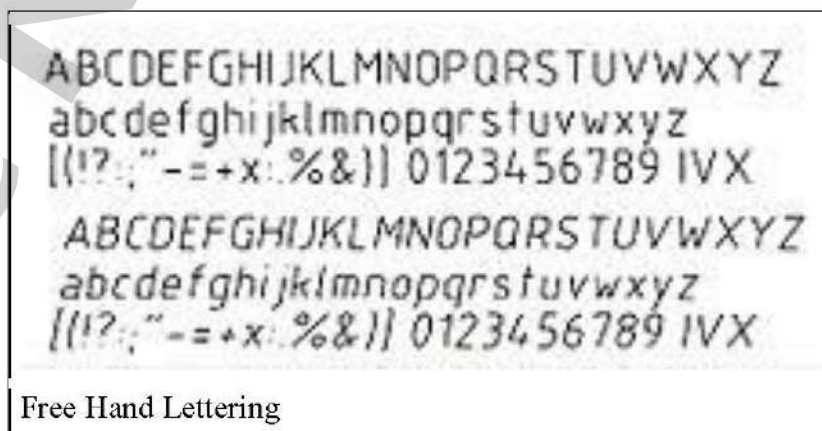 ABCDEFGHIJKLMNOPQRSTUVWXYZ
abcdefghijklmnopqrstuvwxyz
[(!?:;"-=+x:.%&)] 0123456789 IVX
ABCDEFGHIJKLMNOPQRSTUVWXYZ
abcdefghijklmnopqrstuvwxyz
[(!?:;"-=+x:.%&)] 0123456789 IVX
Free Hand Lettering